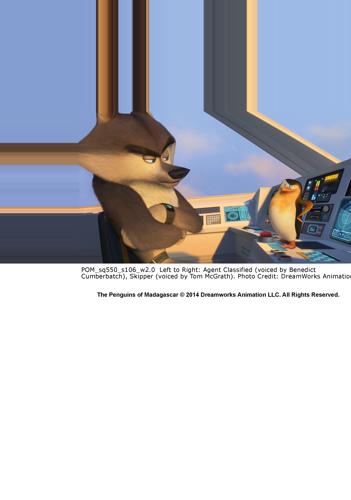 POM_sq550_s106_w2.0  Left to Right: Agent Classified (voiced by Benedict
Cumberbatch), Skipper (voiced by Tom McGrath). Photo Credit: DreamWorks Animation
The Penguins of Madagascar © 2014 Dreamworks Animation LLC. All Rights Reserved.